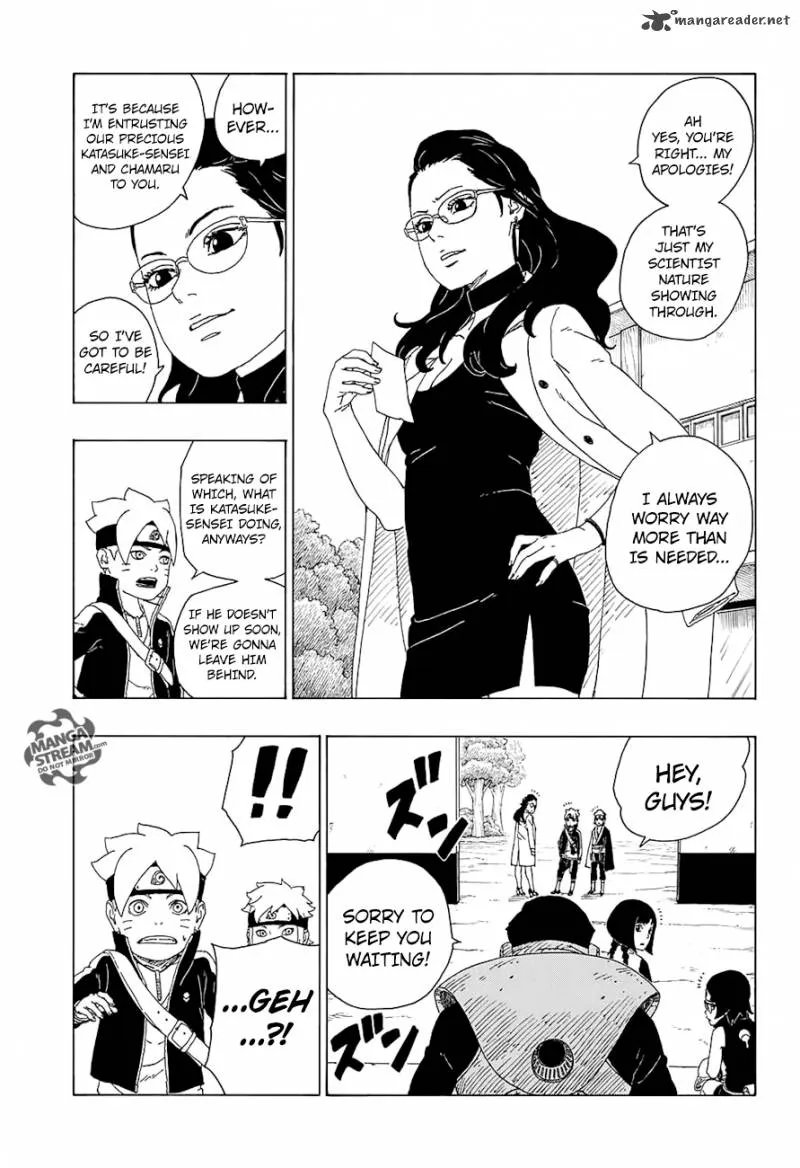 mangareader.net
AH
YES, YOU'RE
RIGHT... MY
APOLOGIES!
THAT'S
JUST MY
SCIENTIST
NATURE
SHOWING
THROUGH.
I ALWAYS
WORRY WAY
MORE THAN
IS NEEDED...
HOW-
EVER...
IT'S BECAUSE
I'M ENTRUSTING
OUR PRECIOUS
KATASUKE-SENSEI
AND CHAMARU
TO YOU.
SO I'VE
GOT TO BE
CAREFUL!
SPEAKING OF
WHICH, WHAT
IS KATASUKE-
SENSEI DOING,
ANYWAYS?
IF HE DOESN'T
SHOW UP SOON,
WE'RE GONNA
LEAVE HIM
BEHIND.
MANGA
STREAM.com
DO NOT MIRROR
HEY,
GUYS!
ズン
SORRY TO
KEEP YOU
WAITING!
ズン
!!
...GEH
...?!